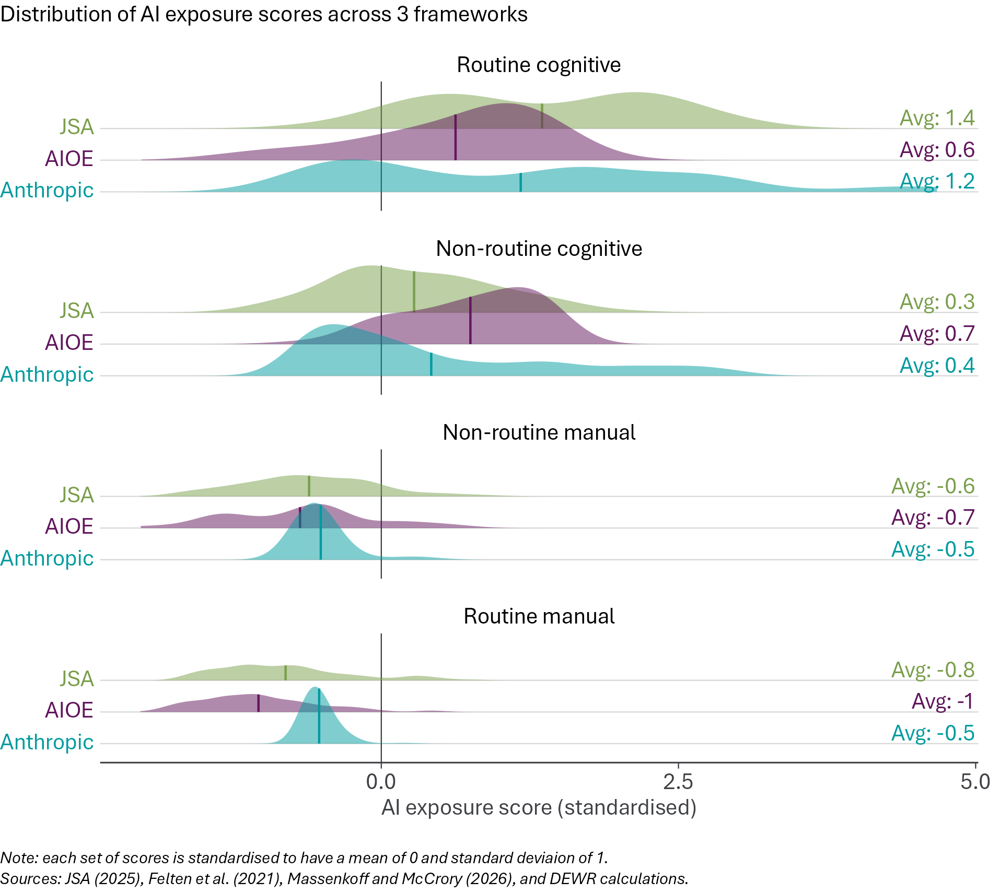 Distribution of AI exposure scores across 3 frameworks
Routine cognitive
JSA Avg: 1.4
AIOE Avg: 0.6
Anthropic Avg: 1.2
Non-routine cognitive
JSA Avg: 0.3
AIOE Avg: 0.7
Anthropic Avg: 0.4
Non-routine manual
JSA Avg: -0.6
AIOE Avg: -0.7
Anthropic Avg: -0.5
Routine manual
JSA Avg: -0.8
AIOE Avg: -1
Anthropic Avg: -0.5
0.0 2.5 5.0
AI exposure score (standardised)
Note: each set of scores is standardised to have a mean of 0 and standard deviaion of 1.
Sources: JSA (2025), Felten et al. (2021), Massenkoff and McCrory (2026), and DEWR calculations.